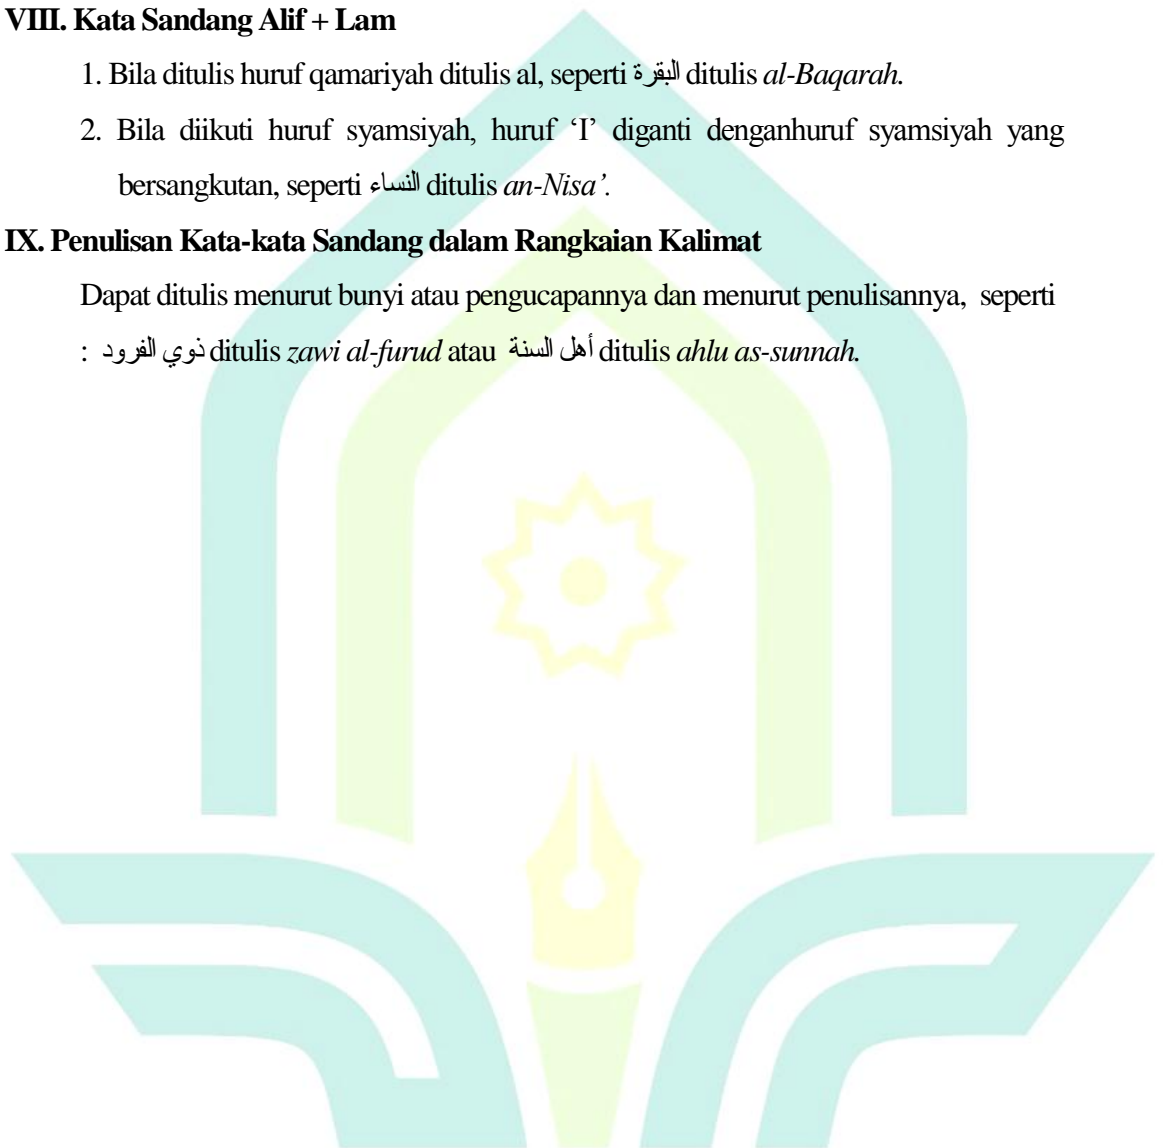 VIII. Kata Sandang Alif + Lam
1. Bila ditulis huruf qamariyah ditulis al, seperti البقرة ditulis al-Baqarah.
2. Bila diikuti huruf syamsiyah, huruf ‘I’ diganti denganhuruf syamsiyah yang
bersangkutan, seperti النساء ditulis an-Nisa’.
IX. Penulisan Kata-kata Sandang dalam Rangkaian Kalimat
Dapat ditulis menurut bunyi atau pengucapannya dan menurut penulisannya, seperti
: ذوي الفرود ditulis zawi al-furud atau أهل السنة ditulis ahlu as-sunnah.